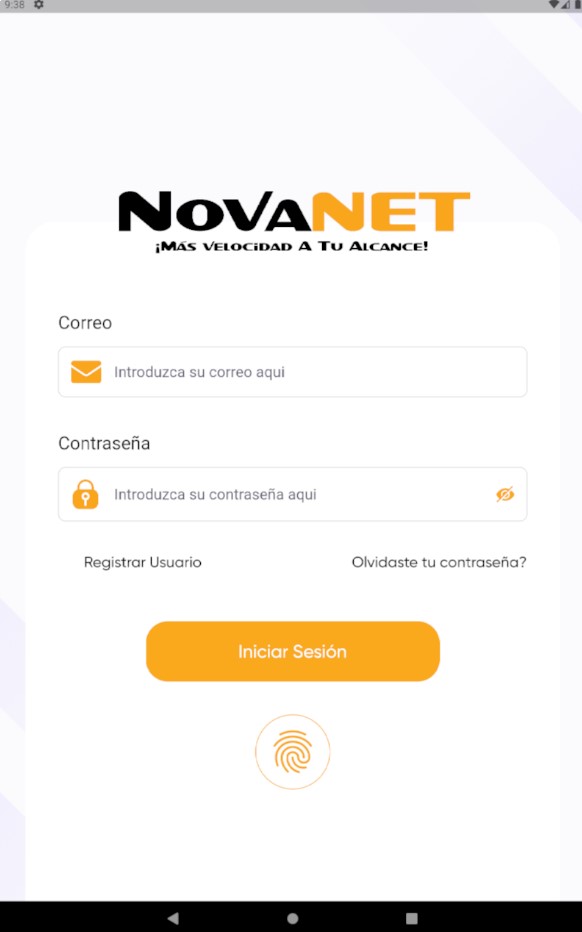 9:38
NovaNET
¡Más Velocidad A Tu Alcance!
Correo
Introduzca su correo aqui
Contraseña
Introduzca su contraseña aqui
Registrar Usuario
Olvidaste tu contraseña?
Iniciar Sesión